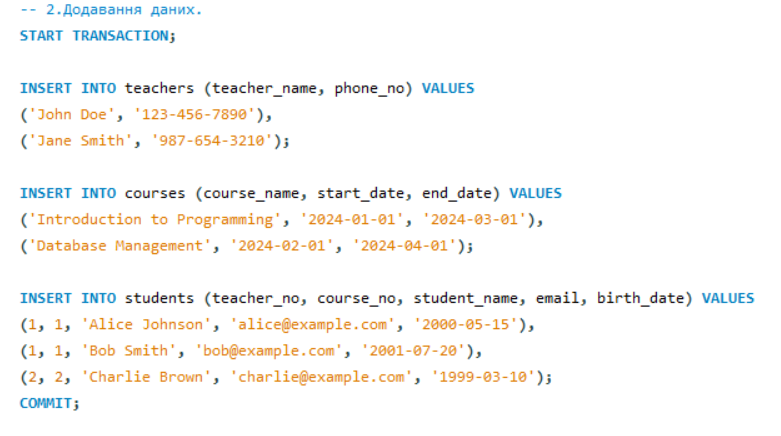 -- 2.Додавання даних.
START TRANSACTION;
INSERT INTO teachers (teacher_name, phone_no) VALUES
('John Doe', '123-456-7890'),
('Jane Smith', '987-654-3210');
INSERT INTO courses (course_name, start_date, end_date) VALUES
('Introduction to Programming', '2024-01-01', '2024-03-01'),
('Database Management', '2024-02-01', '2024-04-01');
INSERT INTO students (teacher_no, course_no, student_name, email, birth_date) VALUES
(1, 1, 'Alice Johnson', 'alice@example.com', '2000-05-15'),
(1, 1, 'Bob Smith', 'bob@example.com', '2001-07-20'),
(2, 2, 'Charlie Brown', 'charlie@example.com', '1999-03-10');
COMMIT;